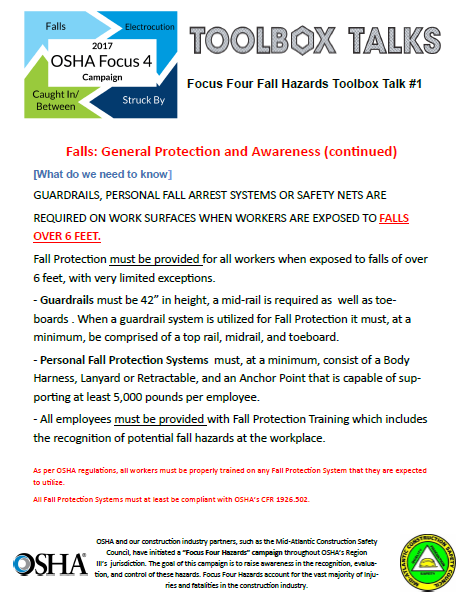 Falls
Electrocution
2017
OSHA Focus 4
Campaign
Caught In/
Between
Struck By
TOOLBOX TALKS
Focus Four Fall Hazards Toolbox Talk #1
Falls: General Protection and Awareness (continued)
[What do we need to know]
GUARDRAILS, PERSONAL FALL ARREST SYSTEMS OR SAFETY NETS ARE
REQUIRED ON WORK SURFACES WHEN WORKERS ARE EXPOSED TO FALLS
OVER 6 FEET.
Fall Protection must be provided for all workers when exposed to falls of over
6 feet, with very limited exceptions.
- Guardrails must be 42” in height, a mid-rail is required as well as toe-
boards . When a guardrail system is utilized for Fall Protection it must, at a
minimum, be comprised of a top rail, midrail, and toeboard.
- Personal Fall Protection Systems must, at a minimum, consist of a Body
Harness, Lanyard or Retractable, and an Anchor Point that is capable of sup-
porting at least 5,000 pounds per employee.
- All employees must be provided with Fall Protection Training which includes
the recognition of potential fall hazards at the workplace.
As per OSHA regulations, all workers must be properly trained on any Fall Protection System that they are expected
to utilize.
All Fall Protection Systems must at least be compliant with OSHA's CFR 1926.502.
OSHA and our construction industry partners, such as the Mid-Atlantic Construction Safety
Council, have initiated a “Focus Four Hazards” campaign throughout OSHA's Region
III's jurisdiction. The goal of this campaign is to raise awareness in the recognition, evalua-
tion, and control of these hazards. Focus Four Hazards account for the vast majority of inju-
ries and fatalities in the construction industry.
OSHA
MID-ATLANTIC CONSTRUCTION SAFETY COUNCIL